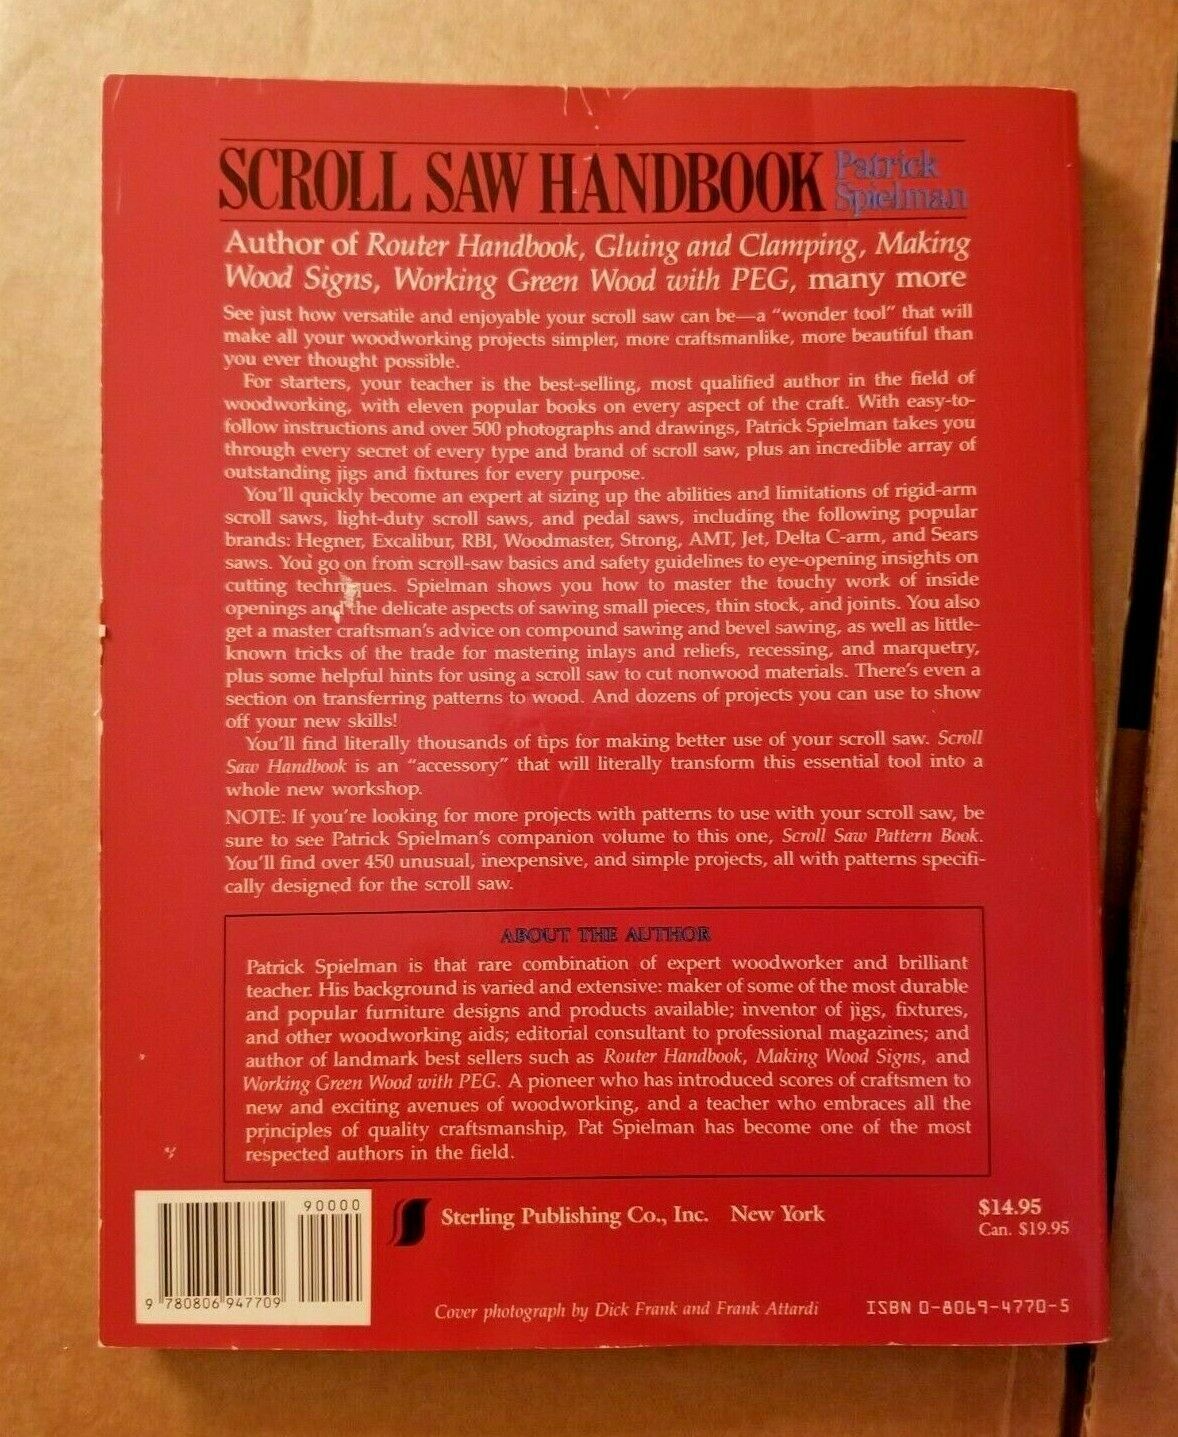 SCROLL SAW HANDBOOK Patrick Spielman
Author of Router Handbook, Gluing and Clamping, Making
Wood Signs, Working Green Wood with PEG, many more
See just how versatile and enjoyable your scroll saw can be—a “wonder tool” that will
make all your woodworking projects simpler, more craftsmanlike, more beautiful than
you ever thought possible.
For starters, your teacher is the best-selling, most qualified author in the field of
woodworking, with eleven popular books on every aspect of the craft. With easy-to-
follow instructions and over 500 photographs and drawings, Patrick Spielman takes you
through every secret of every type and brand of scroll saw, plus an incredible array of
outstanding jigs and fixtures for every purpose.
You'll quickly become an expert at sizing up the abilities and limitations of rigid-arm
scroll saws, light-duty scroll saws, and pedal saws, including the following popular
brands: Hegner, Excalibur, RBI, Woodmaster, Strong, AMT, Jet, Delta C-arm, and Sears
saws. You go on from scroll-saw basics and safety guidelines to eye-opening insights on
cutting techniques. Spielman shows you how to master the touchy work of inside
openings and the delicate aspects of sawing small pieces, thin stock, and joints. You also
get a master craftsman's advice on compound sawing and bevel sawing, as well as little-
known tricks of the trade for mastering inlays and reliefs, recessing, and marquetry,
plus some helpful hints for using a scroll saw to cut nonwood materials. There's even a
section on transferring patterns to wood. And dozens of projects you can use to show
off your new skills!
You'll find literally thousands of tips for making better use of your scroll saw. Scroll
Saw Handbook is an “accessory” that will literally transform this essential tool into a
whole new workshop.
NOTE: If you're looking for more projects with patterns to use with your scroll saw, be
sure to see Patrick Spielman's companion volume to this one, Scroll Saw Pattern Book.
You'll find over 450 unusual, inexpensive, and simple projects, all with patterns specifi-
cally designed for the scroll saw.
ABOUT THE AUTHOR
Patrick Spielman is that rare combination of expert woodworker and brilliant
teacher. His background is varied and extensive: maker of some of the most durable
and popular furniture designs and products available; inventor of jigs, fixtures,
and other woodworking aids; editorial consultant to professional magazines; and
author of landmark best sellers such as Router Handbook, Making Wood Signs, and
Working Green Wood with PEG. A pioneer who has introduced scores of craftsmen to
new and exciting avenues of woodworking, and a teacher who embraces all the
principles of quality craftsmanship, Pat Spielman has become one of the most
respected authors in the field.
90000
9 780806 947709
Sterling Publishing Co., Inc. New York
$14.95
Can. $19.95
Cover photograph by Dick Frank and Frank Attardi
ISBN 0-8069-4770-5